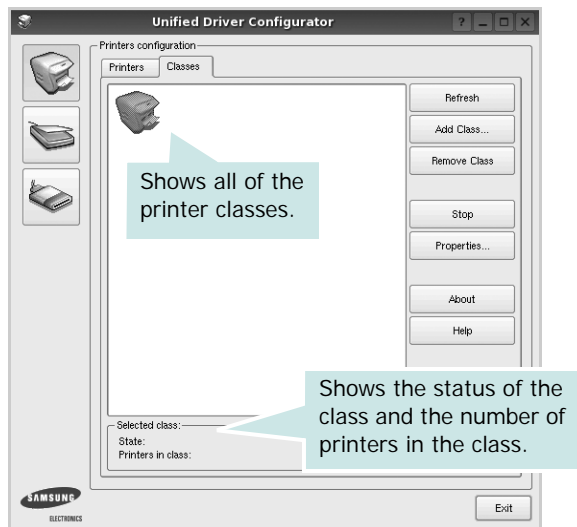 Unified Driver Configurator
?
Printers configuration
Printers Classes
Refresh
Add Class...
Remove Class
Shows all of the
printer classes.
Stop
Properties...
About
Help
Shows the status of the
class and the number of
printers in the class.
Selected class:
State:
Printers in class:
SAMSUNG
ELECTRONICS
Exit